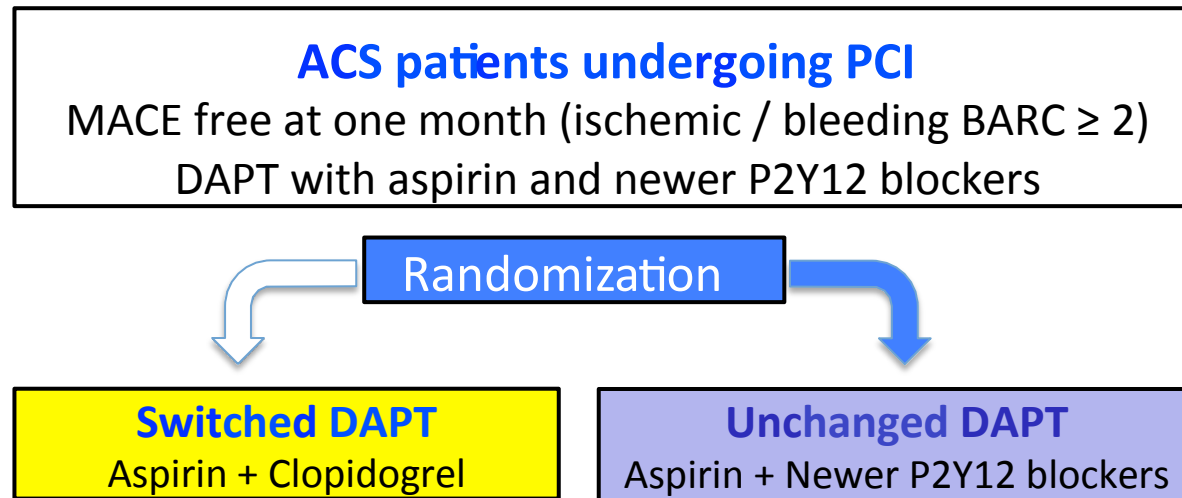 ACS patients undergoing PCI
MACE free at one month (ischemic / bleeding BARC ≥ 2)
DAPT with aspirin and newer P2Y12 blockers
Randomization
Switched DAPT
Aspirin + Clopidogrel
Unchanged DAPT
Aspirin + Newer P2Y12 blockers